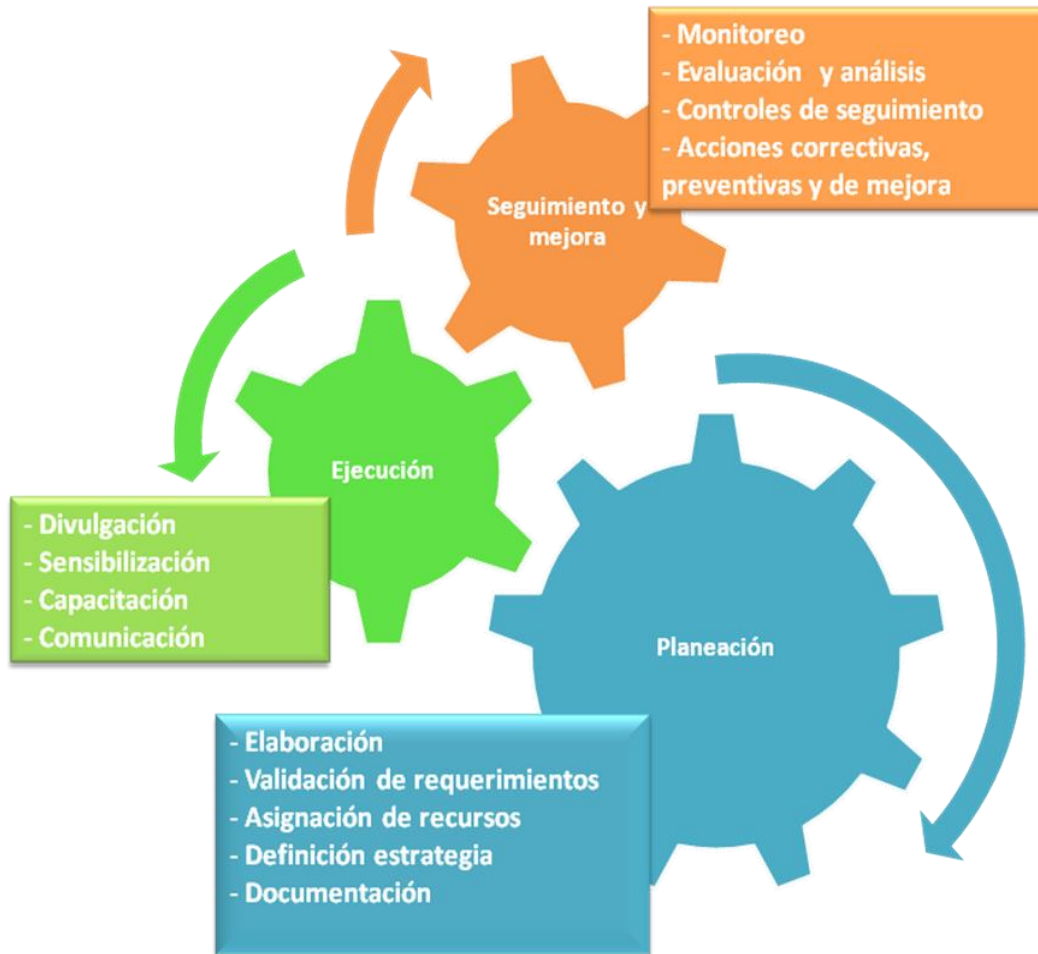 - Monitoreo
- Evaluación y análisis
- Controles de seguimiento
- Acciones correctivas,
preventivas y de mejora
Seguimiento y
mejora
Ejecución
- Divulgación
- Sensibilización
- Capacitación
- Comunicación
Planeación
- Elaboración
- Validación de requerimientos
- Asignación de recursos
- Definición estrategia
- Documentación